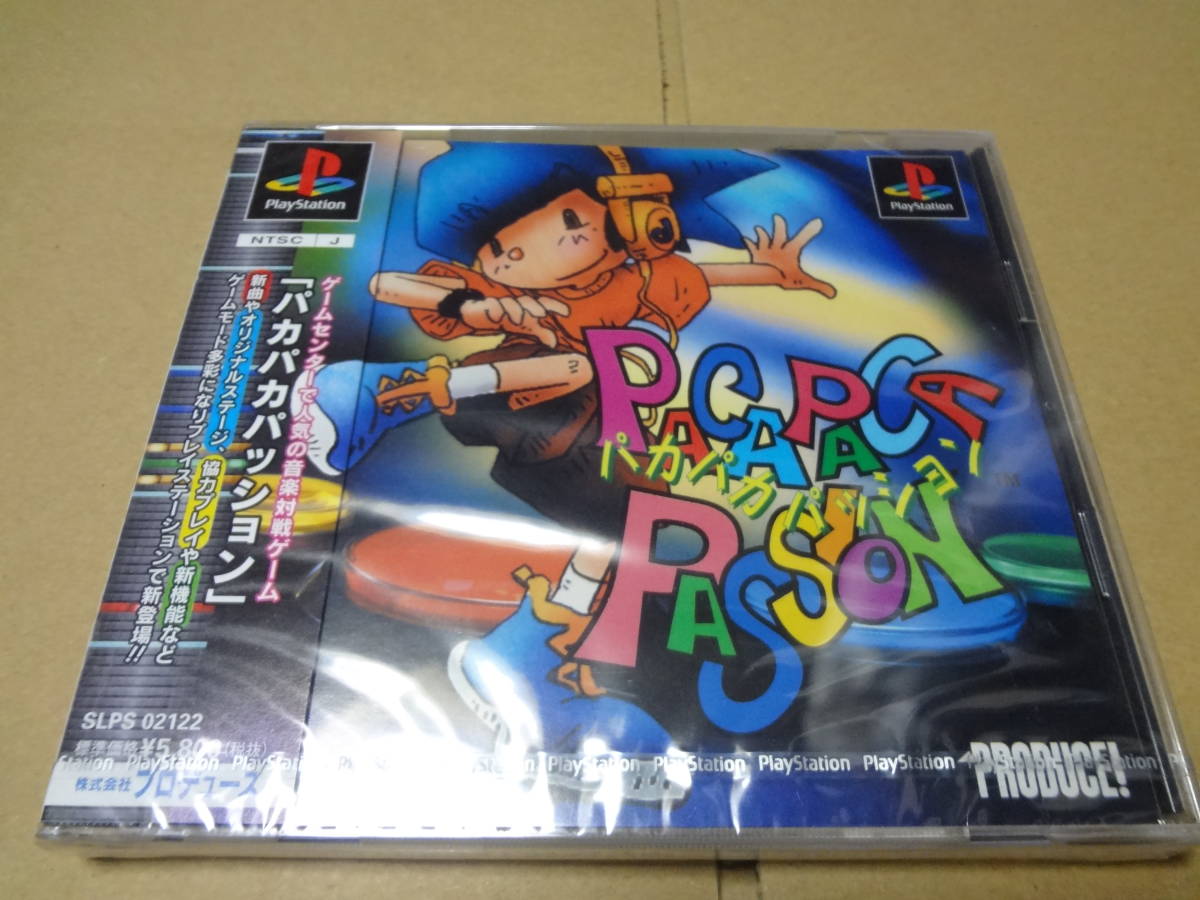 PlayStation
NTSC J
ゲームセンターで人気の音楽対戦ゲーム
「パカパカパッション」
新曲やオリジナルステージ、協力プレイや新機能など
ゲームモード多彩になりプレイステーションで新登場!!
SLPS 02122
標準価格¥5,80 (税抜)
株式会社 プロデュース
PlayStation
PACAPACA
パカパカパッション
PASSION
TM
PRODUCE!
Station PlayStation PlayStation PlayStation PlayStation PlayStation PlayStation PlayStation